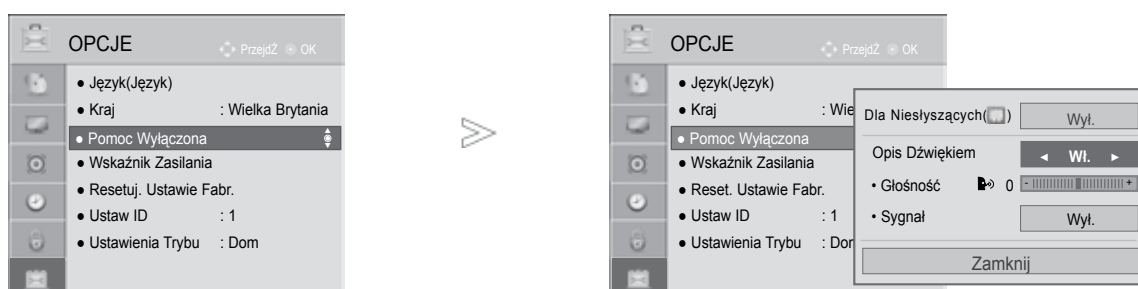 OPCJE PrzejdŹ OK
● Język(Język)
● Kraj : Wielka Brytania
● Pomoc Wyłączona
● Wskaźnik Zasilania
● Resetuj. Ustawie Fabr.
● Ustaw ID : 1
● Ustawienia Trybu : Dom
OPCJE PrzejdŹ OK
● Język(Język)
● Kraj : Wie
● Pomoc Wyłączona
● Wskaźnik Zasilania
● Reset. Ustawie Fabr.
● Ustaw ID : 1
● Ustawienia Trybu : Dor
Dla Niesłyszących( ) Wył.
Opis Dźwiękiem ◄ Wł. ►
• Głośność 0 - +
• Sygnał Wył.
Zamknij